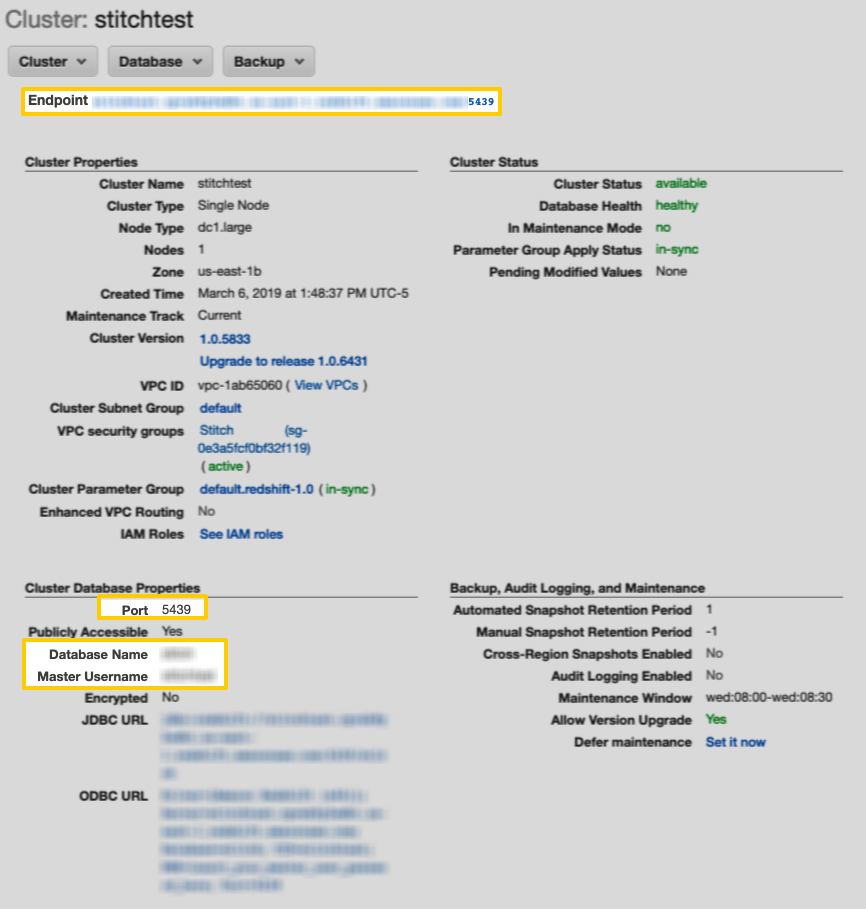 Cluster: stitchtest
Cluster Database Backup
Endpoint 5439
Cluster Properties
Cluster Name stitchtest
Cluster Type Single Node
Node Type dc1.large
Nodes 1
Zone us-east-1b
Created Time March 6, 2019 at 1:48:37 PM UTC-5
Maintenance Track Current
Cluster Version 1.0.5833
Upgrade to release 1.0.6431
VPC ID vpc-1ab65060 ( View VPCs )
Cluster Subnet Group default
VPC security groups Stitch (sg-
0e3a5fcf0bf32f119)
( active )
Cluster Parameter Group default.redshift-1.0 ( in-sync )
Enhanced VPC Routing No
IAM Roles See IAM roles
Cluster Status
Cluster Status available
Database Health healthy
In Maintenance Mode no
Parameter Group Apply Status in-sync
Pending Modified Values None
Cluster Database Properties
Port 5439
Publicly Accessible Yes
Database Name
Master Username
Encrypted No
JDBC URL
ODBC URL
Backup, Audit Logging, and Maintenance
Automated Snapshot Retention Period 1
Manual Snapshot Retention Period -1
Cross-Region Snapshots Enabled No
Audit Logging Enabled No
Maintenance Window wed:08:00-wed:08:30
Allow Version Upgrade Yes
Defer maintenance Set it now